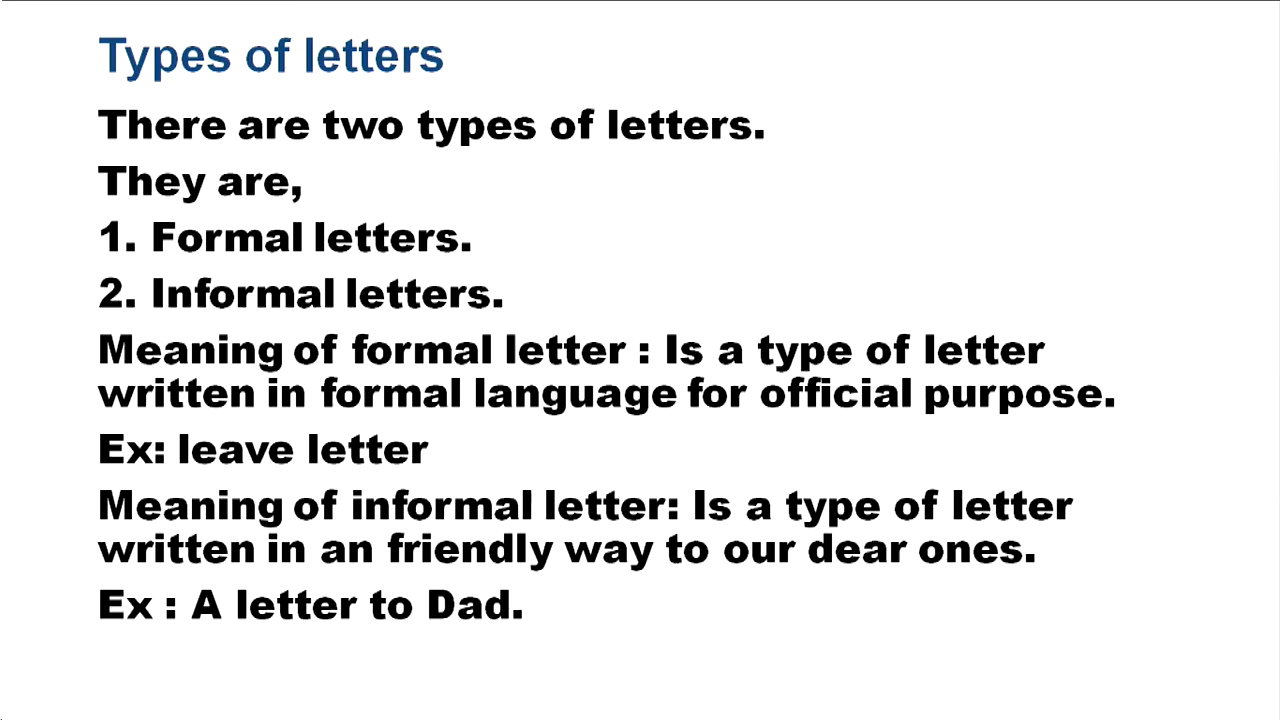 Types of letters
There are two types of letters.
They are,
1. Formal letters.
2. Informal letters.
Meaning of formal letter : Is a type of letter
written in formal language for official purpose.
Ex: leave letter
Meaning of informal letter: Is a type of letter
written in an friendly way to our dear ones.
Ex : A letter to Dad.